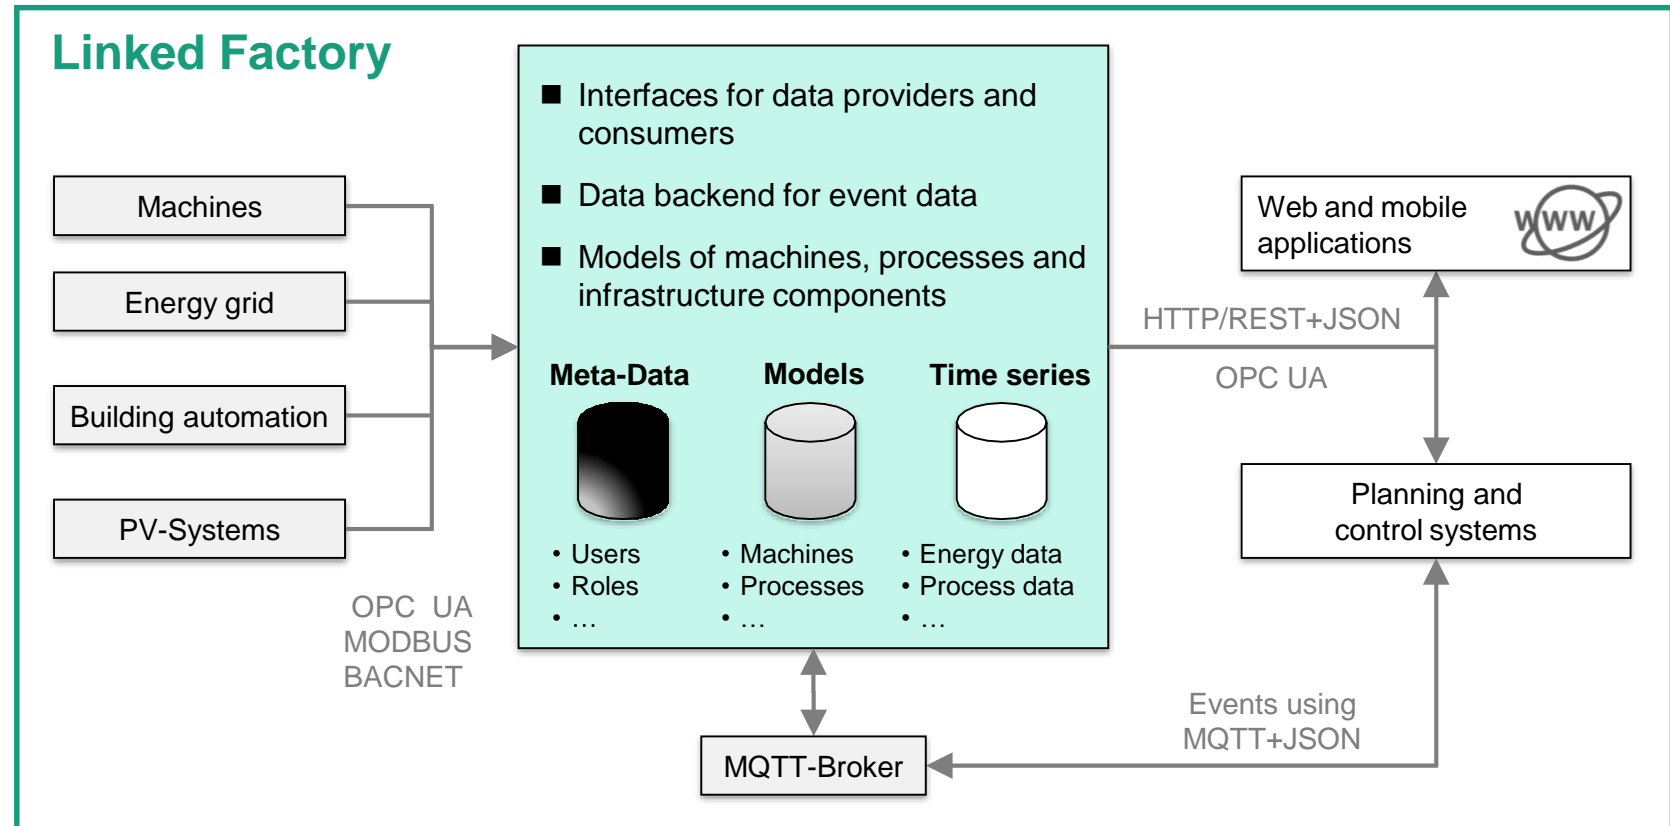 Linked Factory
■ Interfaces for data providers and
consumers
■ Data backend for event data
■ Models of machines, processes and
infrastructure components
Machines
Energy grid
Building automation
PV-Systems
OPC UA
MODBUS
BACNET
Meta-Data
• Users
• Roles
• …
Models
• Machines
• Processes
• …
Time series
• Energy data
• Process data
• …
Web and mobile
applications
www
HTTP/REST+JSON
OPC UA
Planning and
control systems
Events using
MQTT+JSON
MQTT-Broker